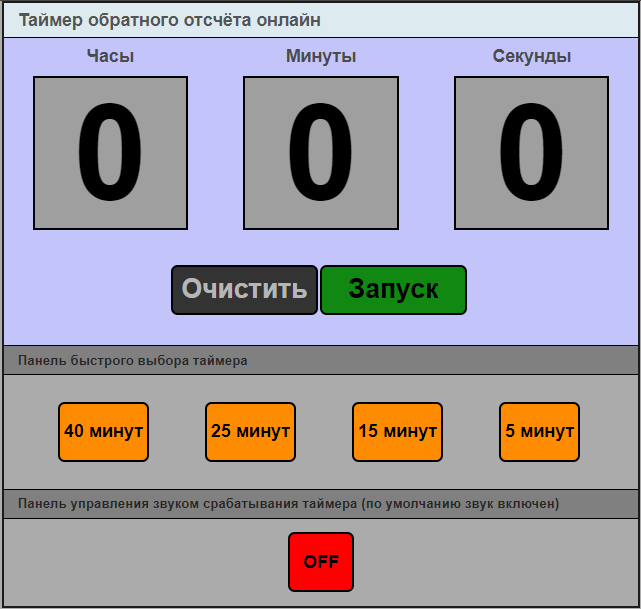 Таймер обратного отсчёта онлайн
Часы Минуты Секунды
0 0 0
Очистить Запуск
Панель быстрого выбора таймера
40 минут 25 минут 15 минут 5 минут
Панель управления звуком срабатывания таймера (по умолчанию звук включен)
OFF